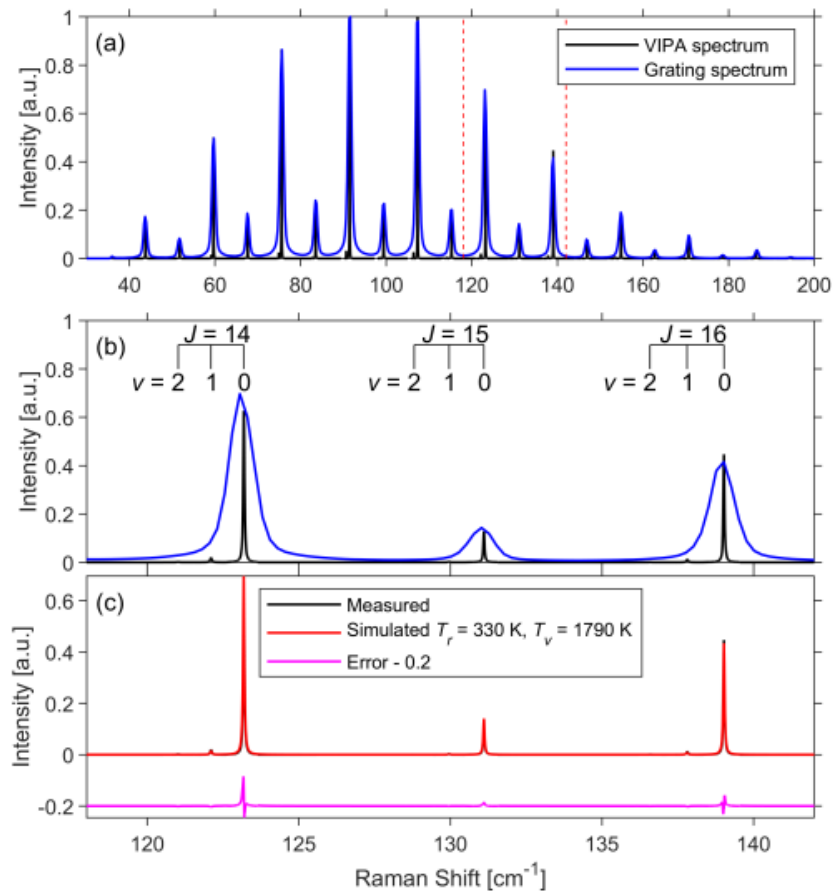 (a)
VIPA spectrum
Grating spectrum
Intensity [a.u.]
1
0.8
0.6
0.4
0.2
0
40 60 80 100 120 140 160 180 200
(b)
J = 14 J = 15 J = 16
v = 2 1 0 v = 2 1 0 v = 2 1 0
Intensity [a.u.]
1
0.8
0.6
0.4
0.2
0
(c)
Measured
Simulated T_r = 330 K, T_v = 1790 K
Error - 0.2
Intensity [a.u.]
0.6
0.4
0.2
0
-0.2
120 125 130 135 140
Raman Shift [cm⁻¹]